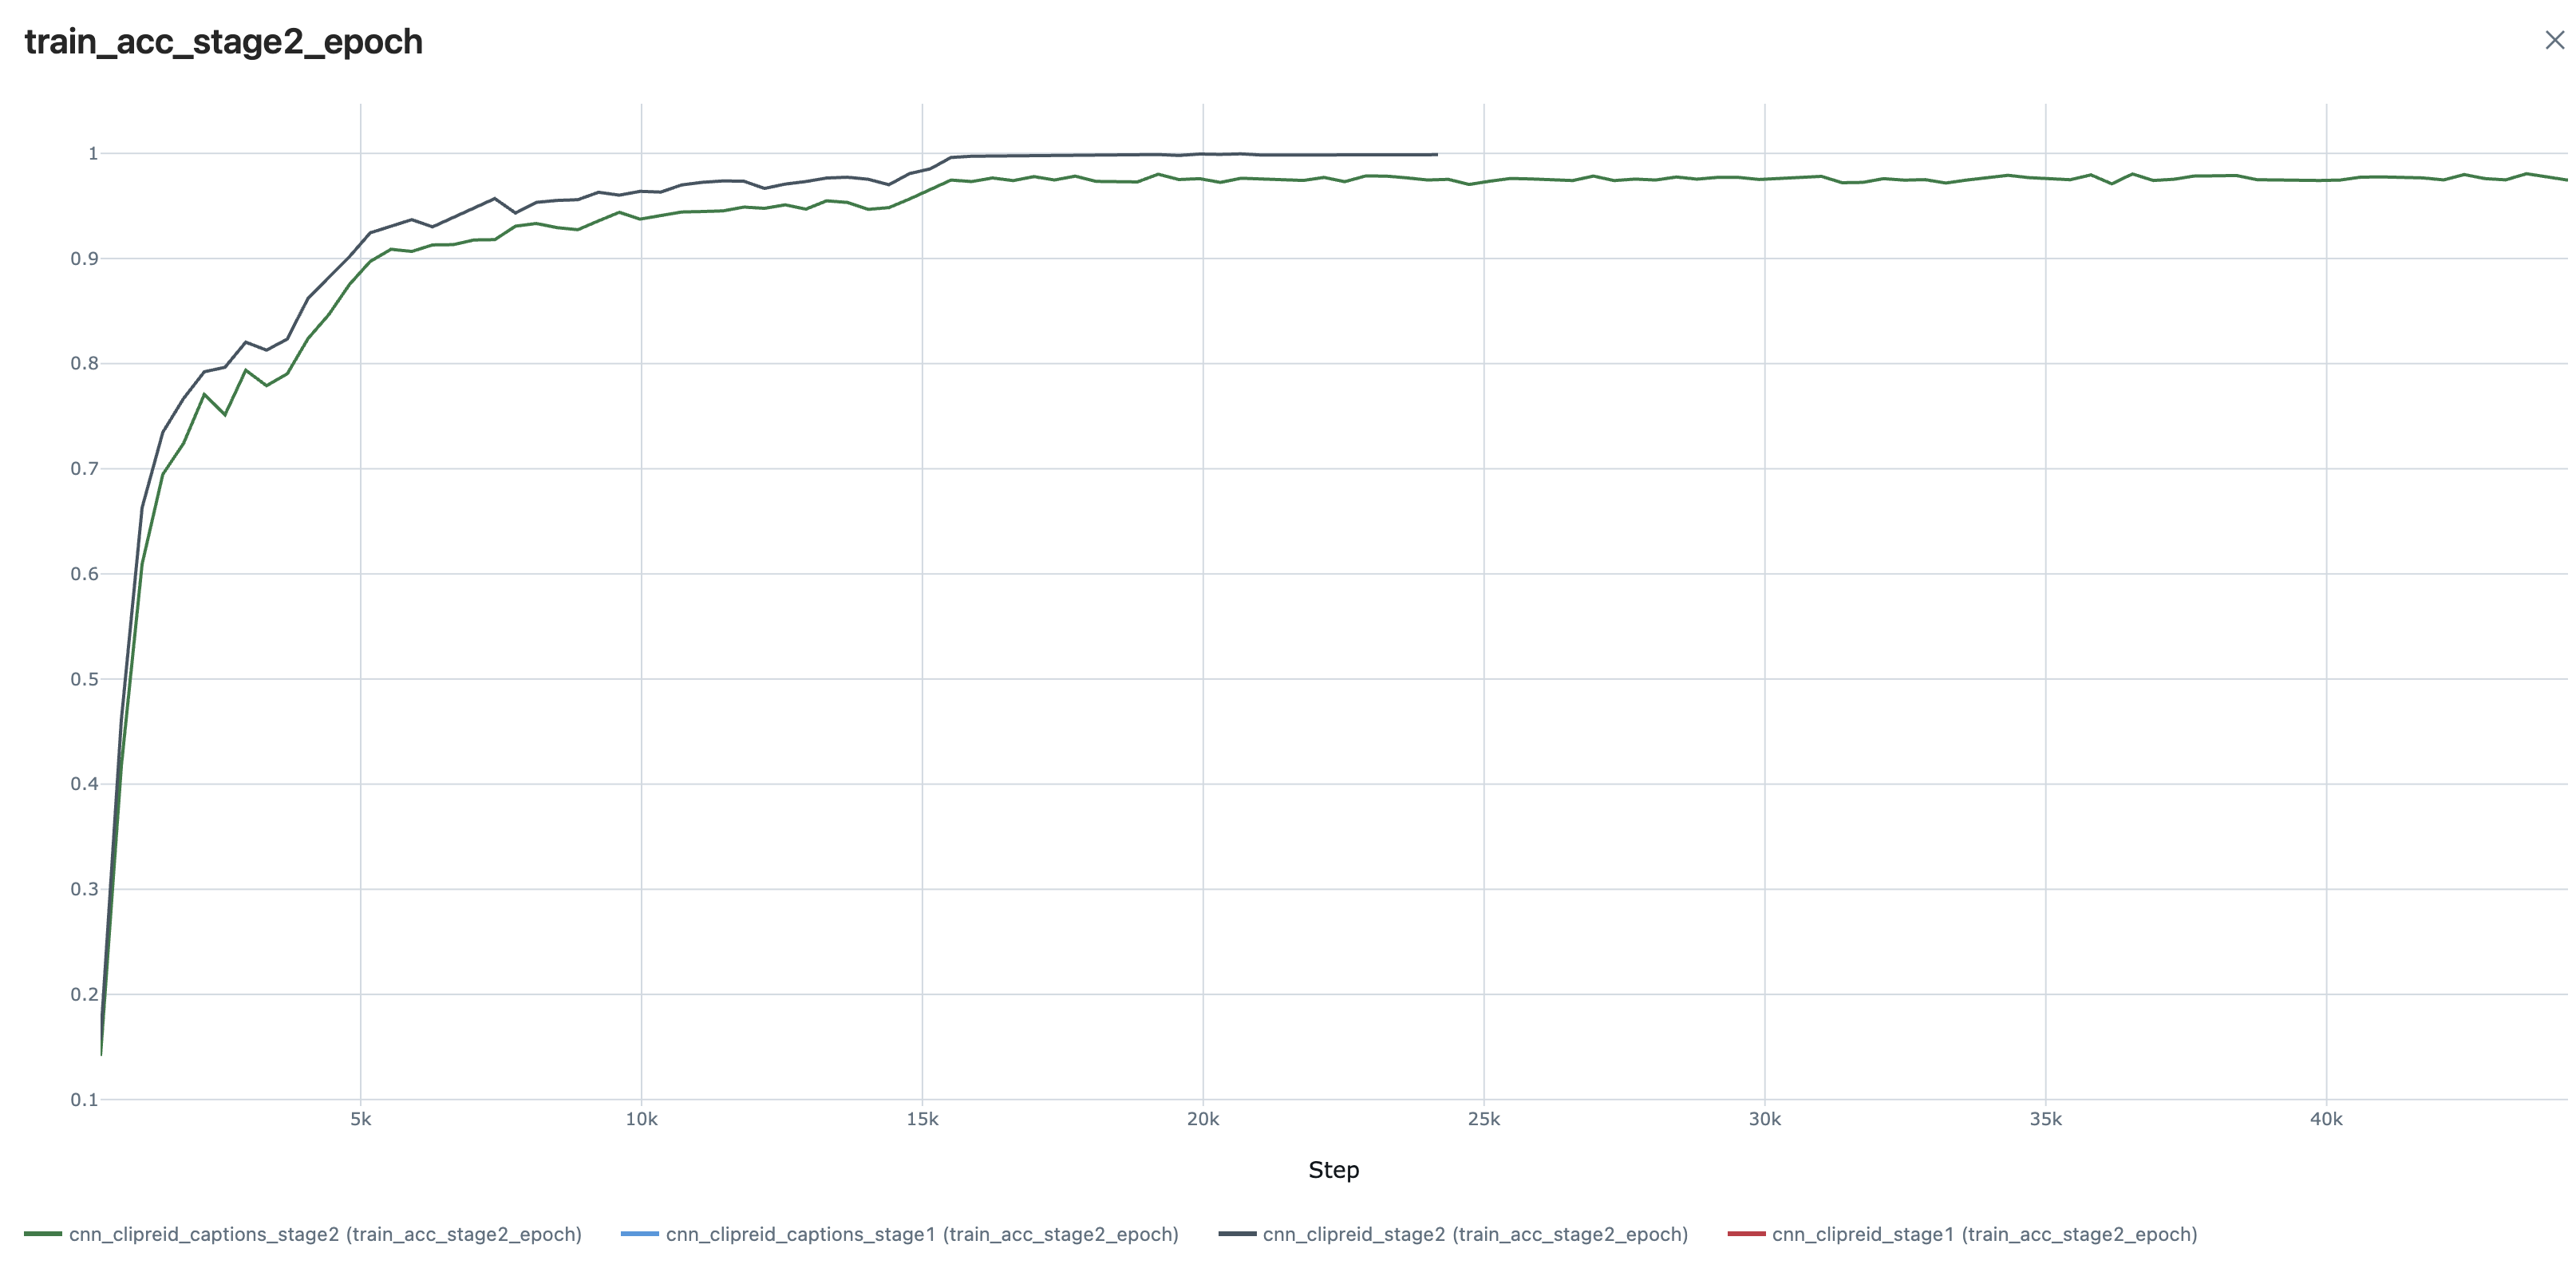 train_acc_stage2_epoch
1
0.9
0.8
0.7
0.6
0.5
0.4
0.3
0.2
0.1
5k 10k 15k 20k 25k 30k 35k 40k
Step
cnn_clipreid_captions_stage2 (train_acc_stage2_epoch) cnn_clipreid_captions_stage1 (train_acc_stage2_epoch) cnn_clipreid_stage2 (train_acc_stage2_epoch) cnn_clipreid_stage1 (train_acc_stage2_epoch)